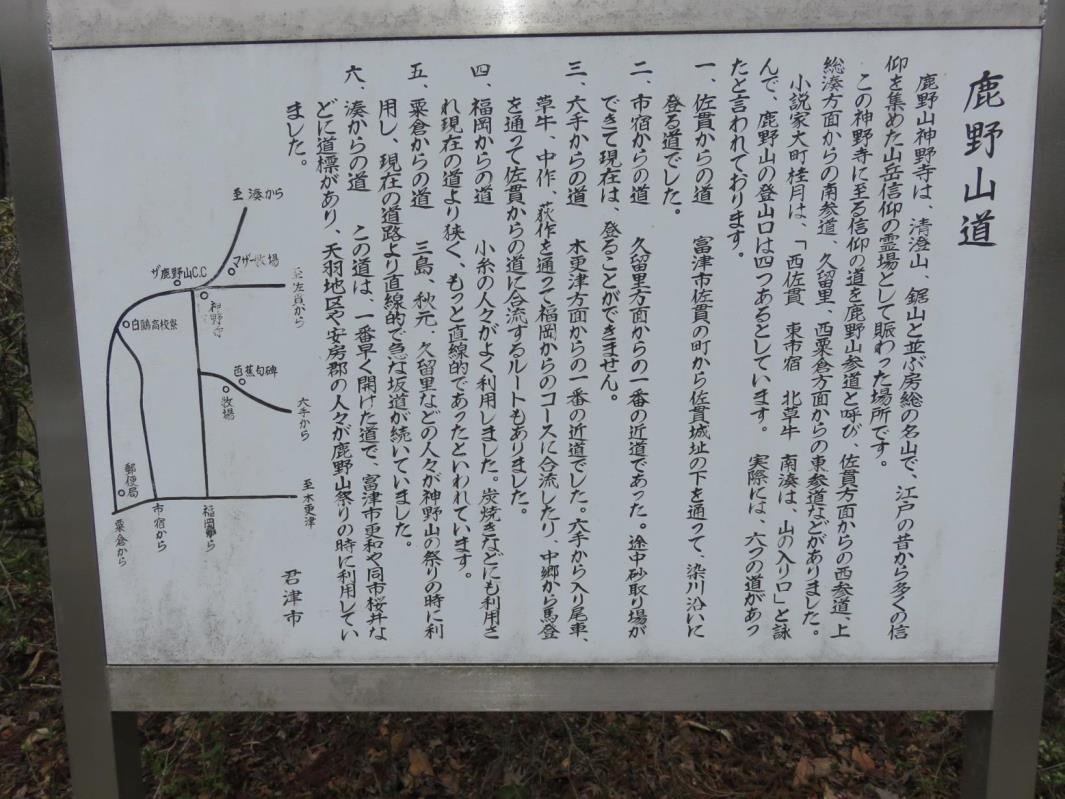 鹿野山道
鹿野山神野寺は、清澄山、鋸山と並ぶ房総の名山で、江戸の昔から多くの信
仰を集めた山岳信仰の霊場として賑わった場所です。
この神野寺に至る信仰の道を鹿野山参道と呼び、佐貫方面からの西参道、上
総湊方面からの南参道、久留里、西粟倉方面からの東参道などがありました。
小説家大町桂月は、「西佐貫 東市宿 北草牛 南湊は、山の入り口」と詠
んで、鹿野山の登山口は四つあるとしています。 実際には、六つの道があっ
たと言われております。
一、佐貫からの道 富津市佐貫の町から佐貫城址の下を通って、染川沿いに
登る道でした。
二、市宿からの道 久留里方面からの一番の近道であった。途中砂取り場が
できて現在は、登ることができません。
三、六手からの道 木更津方面からの一番の近道でした。六手から入り尾車、
草牛、中作、荻作を通って福岡からのコースに合流したり、中郷から馬登
を通って佐貫からの道に合流するルートもありました。
四、福岡からの道 小糸の人々がよく利用しました。炭焼きなどにも利用さ
れ現在の道より狭く、もっと直線的であったといわれています。
五、粟倉からの道 三島、秋元、久留里などの人々が神野山の祭りの時に利
用し、現在の道路より直線的で急な坂道が続いていました。
六、湊からの道 この道は、一番早く開けた道で、富津市更和や同市桜井な
どに道標があり、天羽地区や安房郡の人々が鹿野山祭りの時に利用してい
ました。
君津市
至湊から
マザー牧場
ザ鹿野山C.C
至佐貫から
神野寺
白鷗高校寮
芭蕉句碑
牧場
六手から
郵便局
至木更津
粟倉から
市宿から
福岡から